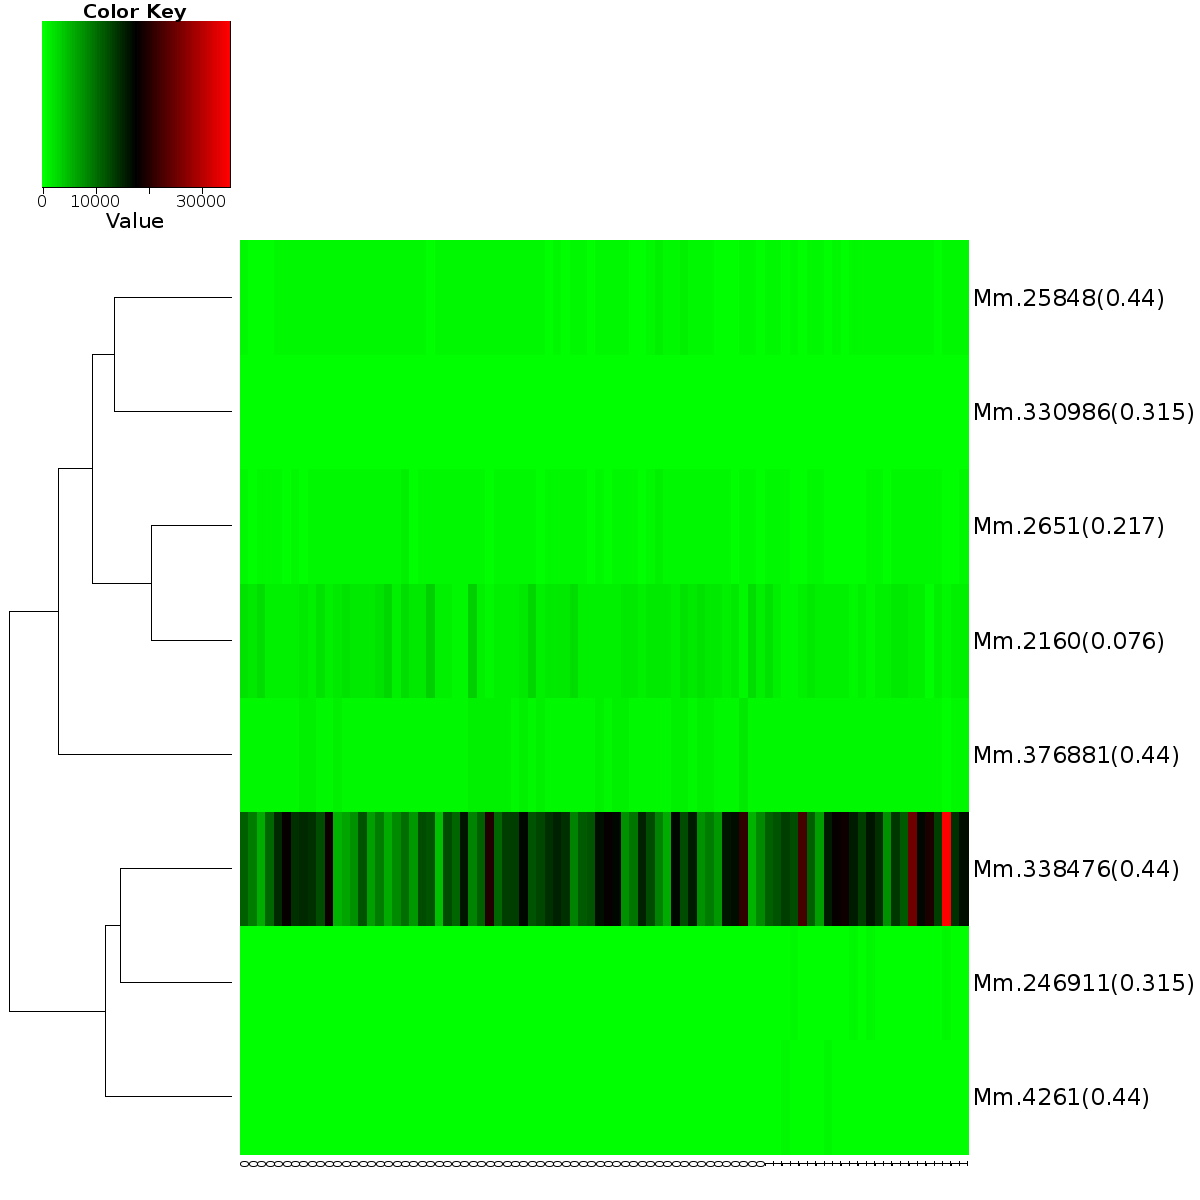 Color Key
0 10000 30000
Value
Mm.25848(0.44)
Mm.330986(0.315)
Mm.2651(0.217)
Mm.2160(0.076)
Mm.376881(0.44)
Mm.338476(0.44)
Mm.246911(0.315)
Mm.4261(0.44)